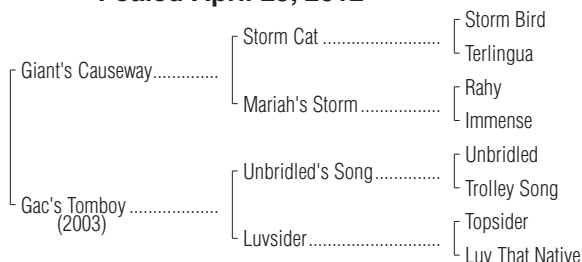 Foaled April 2012
Storm Bird
Storm Cat........................
Terlingua
Giant's Causeway.............
Rahy
Mariah's Storm ................
Immense
Unbridled
Unbridled's Song..............
Trolley Song
Gac's Tomboy ..................
(2003)
Topsider
Luvsider..........................
Luv That Native